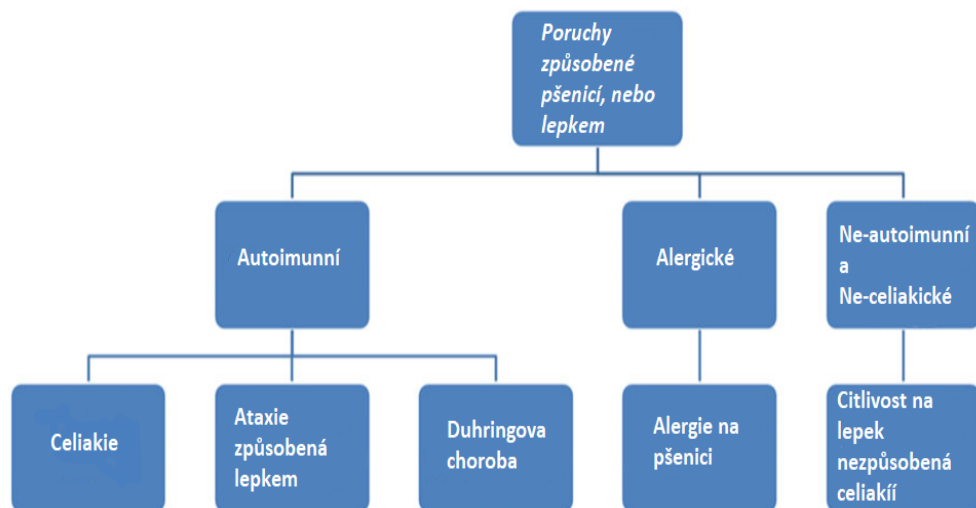 Poruchy
způsobené
pšenicí, nebo
lepkem
Autoimunní
Alergické
Ne-autoimunní
a
Ne-celiakické
Celiakie
Ataxie
způsobená
lepkem
Duhringova
choroba
Alergie na
pšenici
Citlivost na
lepek
nezpůsobená
celiakíí